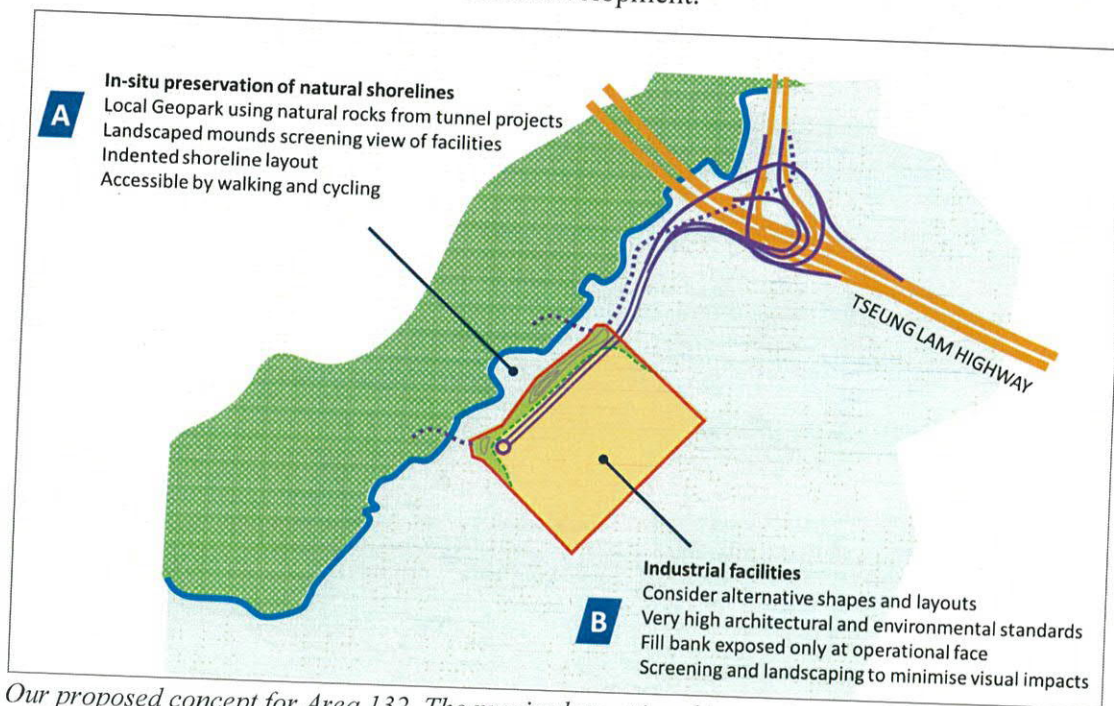 A
In-situ preservation of natural shorelines
Local Geopark using natural rocks from tunnel projects
Landscaped mounds screening view of facilities
Indented shoreline layout
Accessible by walking and cycling
TSEUNG LAM HIGHWAY
B
Industrial facilities
Consider alternative shapes and layouts
Very high architectural and environmental standards
Fill bank exposed only at operational face
Screening and landscaping to minimise visual impacts
Our proposed concept for Area 132. The